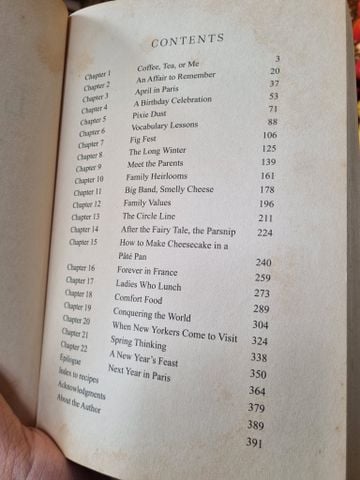 CONTENTS
Chapter 1 Coffee, Tea, or Me 3
Chapter 2 An Affair to Remember 20
Chapter 3 April in Paris 37
Chapter 4 A Birthday Celebration 53
Chapter 5 Pixie Dust 71
Chapter 6 Vocabulary Lessons 88
Chapter 7 Fig Fest 106
Chapter 8 The Long Winter 125
Chapter 9 Meet the Parents 139
Chapter 10 Family Heirlooms 161
Chapter 11 Big Band, Smelly Cheese 178
Chapter 12 Family Values 196
Chapter 13 The Circle Line 211
Chapter 14 After the Fairy Tale, the Parsnip 224
Chapter 15 How to Make Cheesecake in a
Pâté Pan 240
Chapter 16 Forever in France 259
Chapter 17 Ladies Who Lunch 273
Chapter 18 Comfort Food 289
Chapter 19 Conquering the World 304
Chapter 20 When New Yorkers Come to Visit 324
Chapter 21 Spring Thinking 338
Chapter 22 A New Year's Feast 350
Epilogue Next Year in Paris 364
Index to recipes 379
Acknowledgments 389
About the Author 391